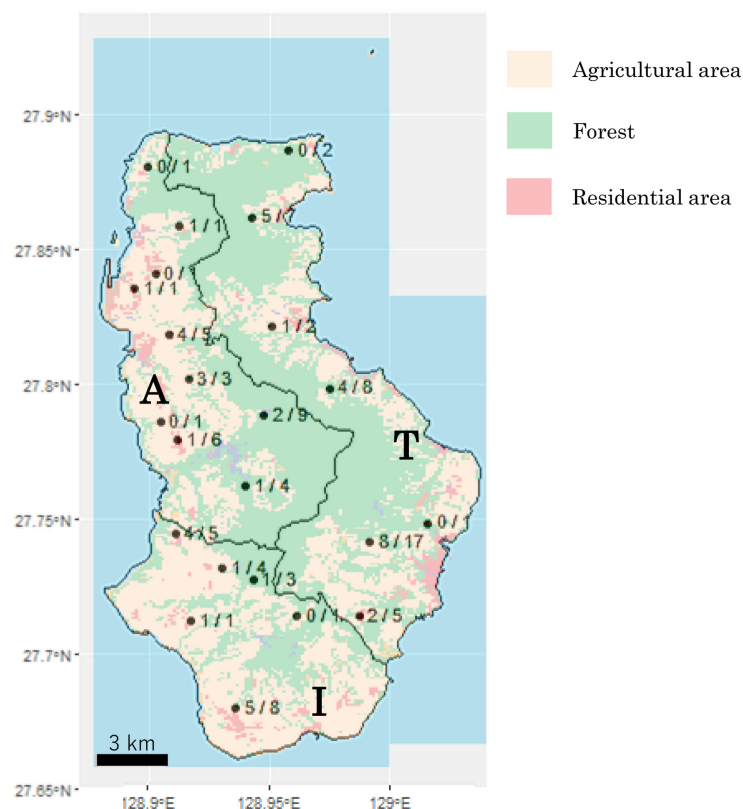 Agricultural area
27.9°N
Forest
0 / 2
0 / 1
Residential area
5 /
1 / 1
27.85°N
0 /
1 / 1
1 / 2
4 / 5
27.8°N
3 / 3
4 / 8
A
2 / 9
0 / 1
T
1 / 6
1 / 4
27.75°N
0 /
4 / 5
8 / 17
1 / 4
1 / 3
0 / 1
2 / 5
1 / 1
27.7°N
I
5 / 8
3 km
27.65°N
128.9°E
128.95°E
129°E